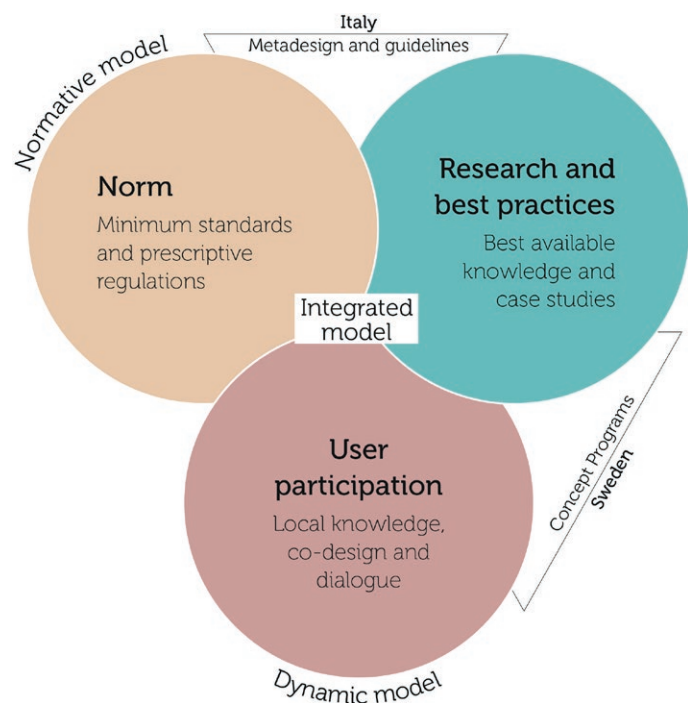 Italy
Metadesign and guidelines
Normative model
Norm
Minimum standards
and prescriptive
regulations
Research and
best practices
Best available
knowledge and
case studies
Integrated
model
User
participation
Local knowledge,
co-design and
dialogue
Concept Programs
Sweden
Dynamic model